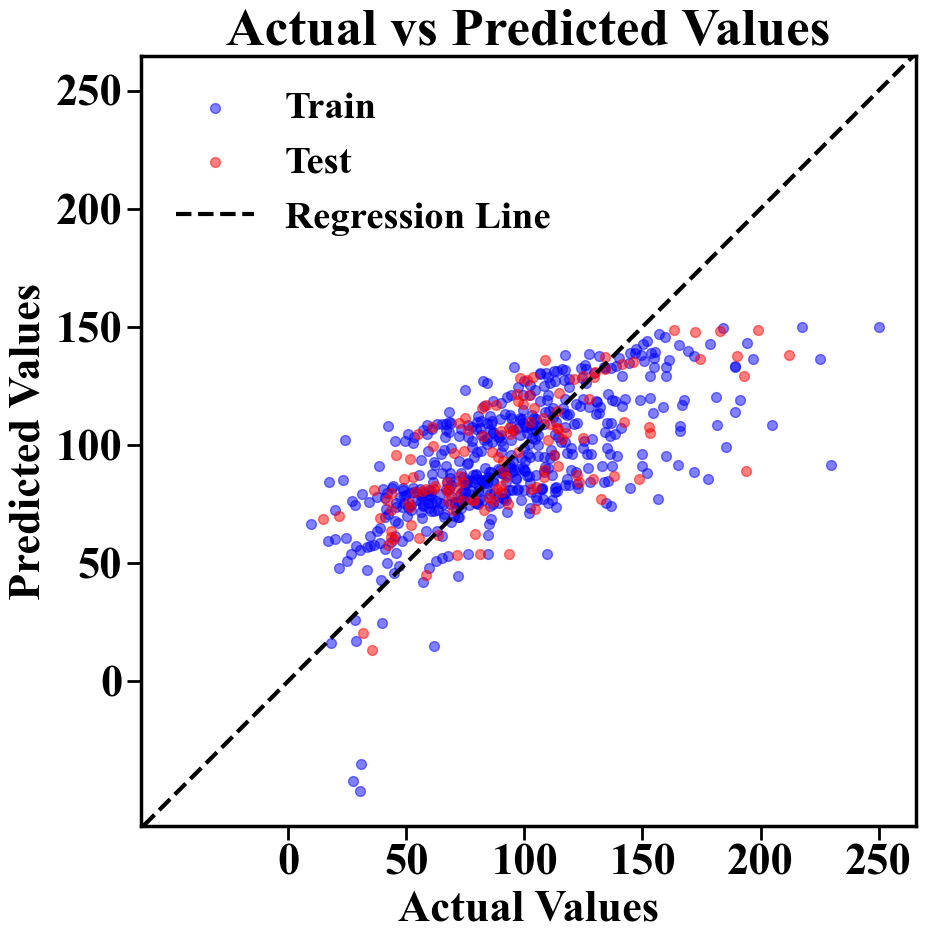 Actual vs Predicted Values
250
200
150
100
50
0
Predicted Values
Train
Test
Regression Line
0 50 100 150 200 250
Actual Values